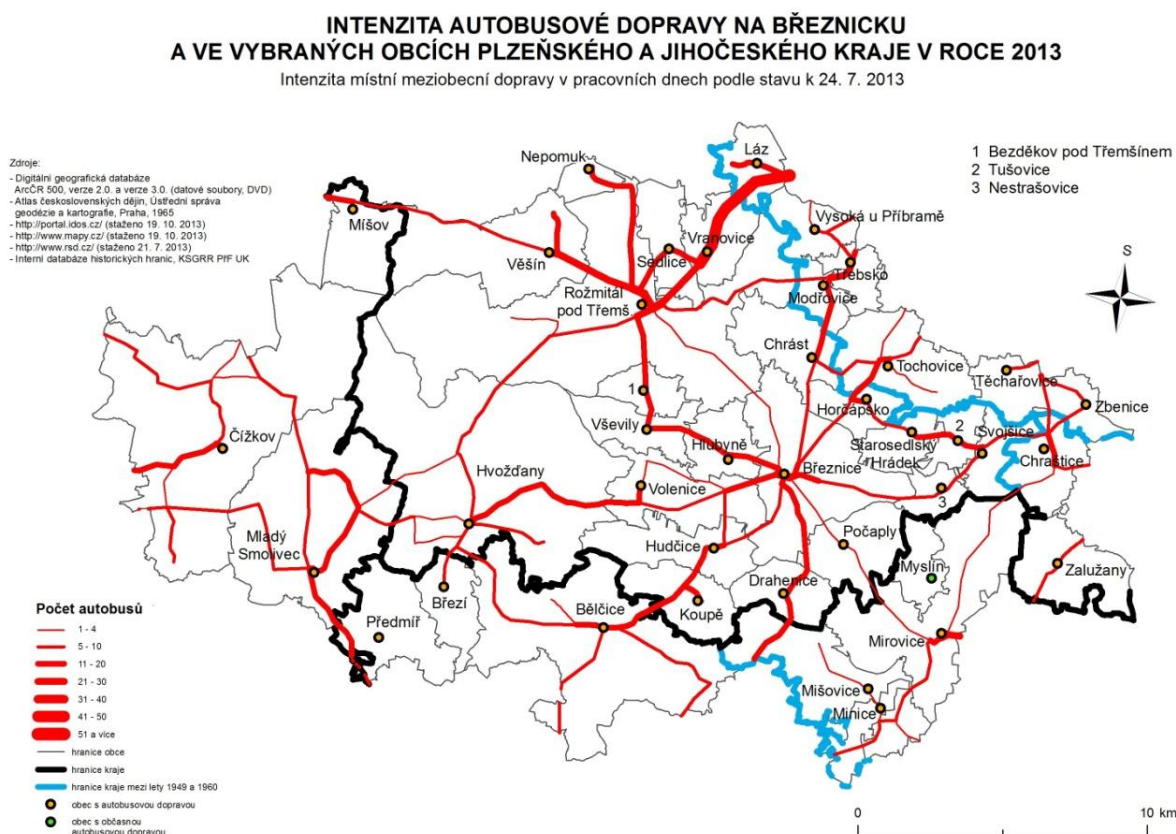 INTENZITA AUTOBUSOVÉ DOPRAVY NA BŘEZNICKU
A VE VYBRANÝCH OBCÍCH PLZEŇSKÉHO A JIHOČESKÉHO KRAJE V ROCE 2013
Intenzita místní meziobecní dopravy v pracovních dnech podle stavu k 24. 7. 2013
Zdroje:
- Digitální geografická databáze
ArcČR 500, verze 2.0. a verze 3.0. (datové soubory, DVD)
- Atlas československých dějin, Ústřední správa
geodézie a kartografie, Praha, 1965
- http://portal.idos.cz/ (staženo 19. 10. 2013)
- http://www.mapy.cz/ (staženo 19. 10. 2013)
- http://www.rsd.cz/ (staženo 21. 7. 2013)
- Interní databáze historických hranic, KSGRR PřF UK
1 Bezděkov pod Třemšínem
2 Tušovice
3 Nestrašovice
Láz
Nepomuk
Míšov
Vysoká u Příbramě
Vranovice
Sedlice
Věšín
Třebsko
S
Rožmitál
pod Třemš.
Modřovice
Chrást
Tochovice
Těchařovice
1
Horčápsko
Zbenice
Čížkov
Vševily
Hlubyně
Starosedlský
Hrádek
2
Svojšice
Chraštice
Hvožďany
Březnice
Volenice
3
Mladý
Smolivec
Hudčice
Počaply
Myslín
Zalužany
Březí
Drahenice
Koupě
Bělčice
Předmíř
Mirovice
Mišovice
Minice
Počet autobusů
1 - 4
5 - 10
11 - 20
21 - 30
31 - 40
41 - 50
51 a více
hranice obce
hranice kraje
hranice kraje mezi lety 1949 a 1960
obec s autobusovou dopravou
obec s občasnou
autobusovou dopravou
0 10 km